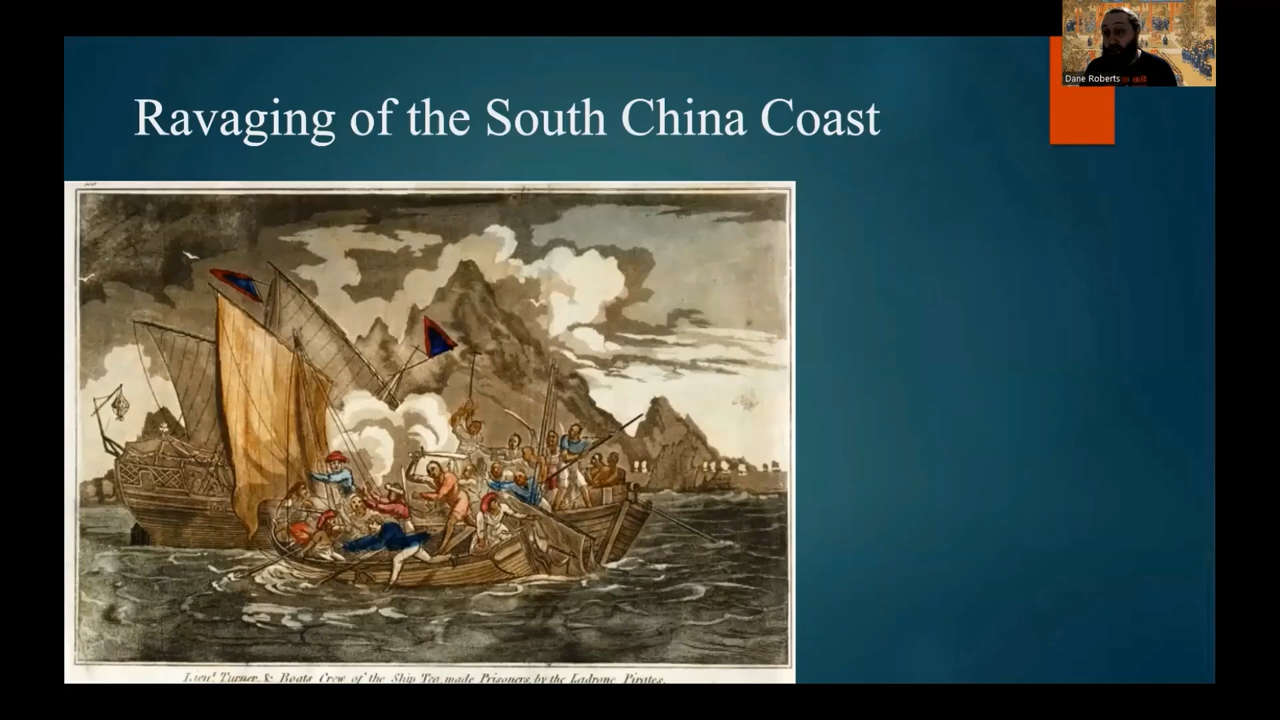 Ravaging of the South China Coast
Dane Roberts
Lieut. Turner & Boats Crew of the Ship Tea, made Prisoners, by the Ladrone Pirates.